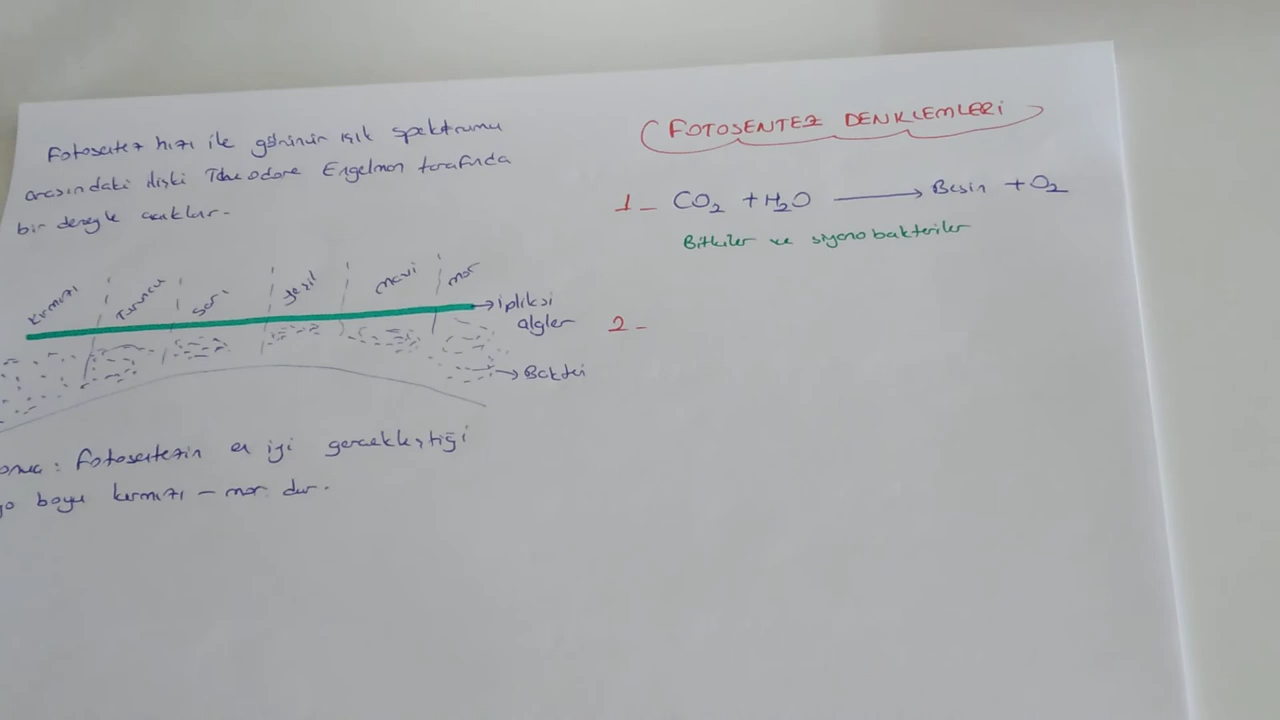 Fotosentez hızı ile görünür ışık spektrumu
arasındaki ilişki Theodore Engelman tarafından
bir deneyle açıklar.
Kırmızı Turuncu Sarı Yeşil mavi mor
ipliksi
algler
Bakteri
onuç: Fotosentezin en iyi gerçekleştiği
ga boyu kırmızı - mor dur.
FOTOSENTEZ DENKLEMLERİ
1- CO₂ + H₂O → Besin + O₂
Bitkiler ve siyanobakteriler
2-